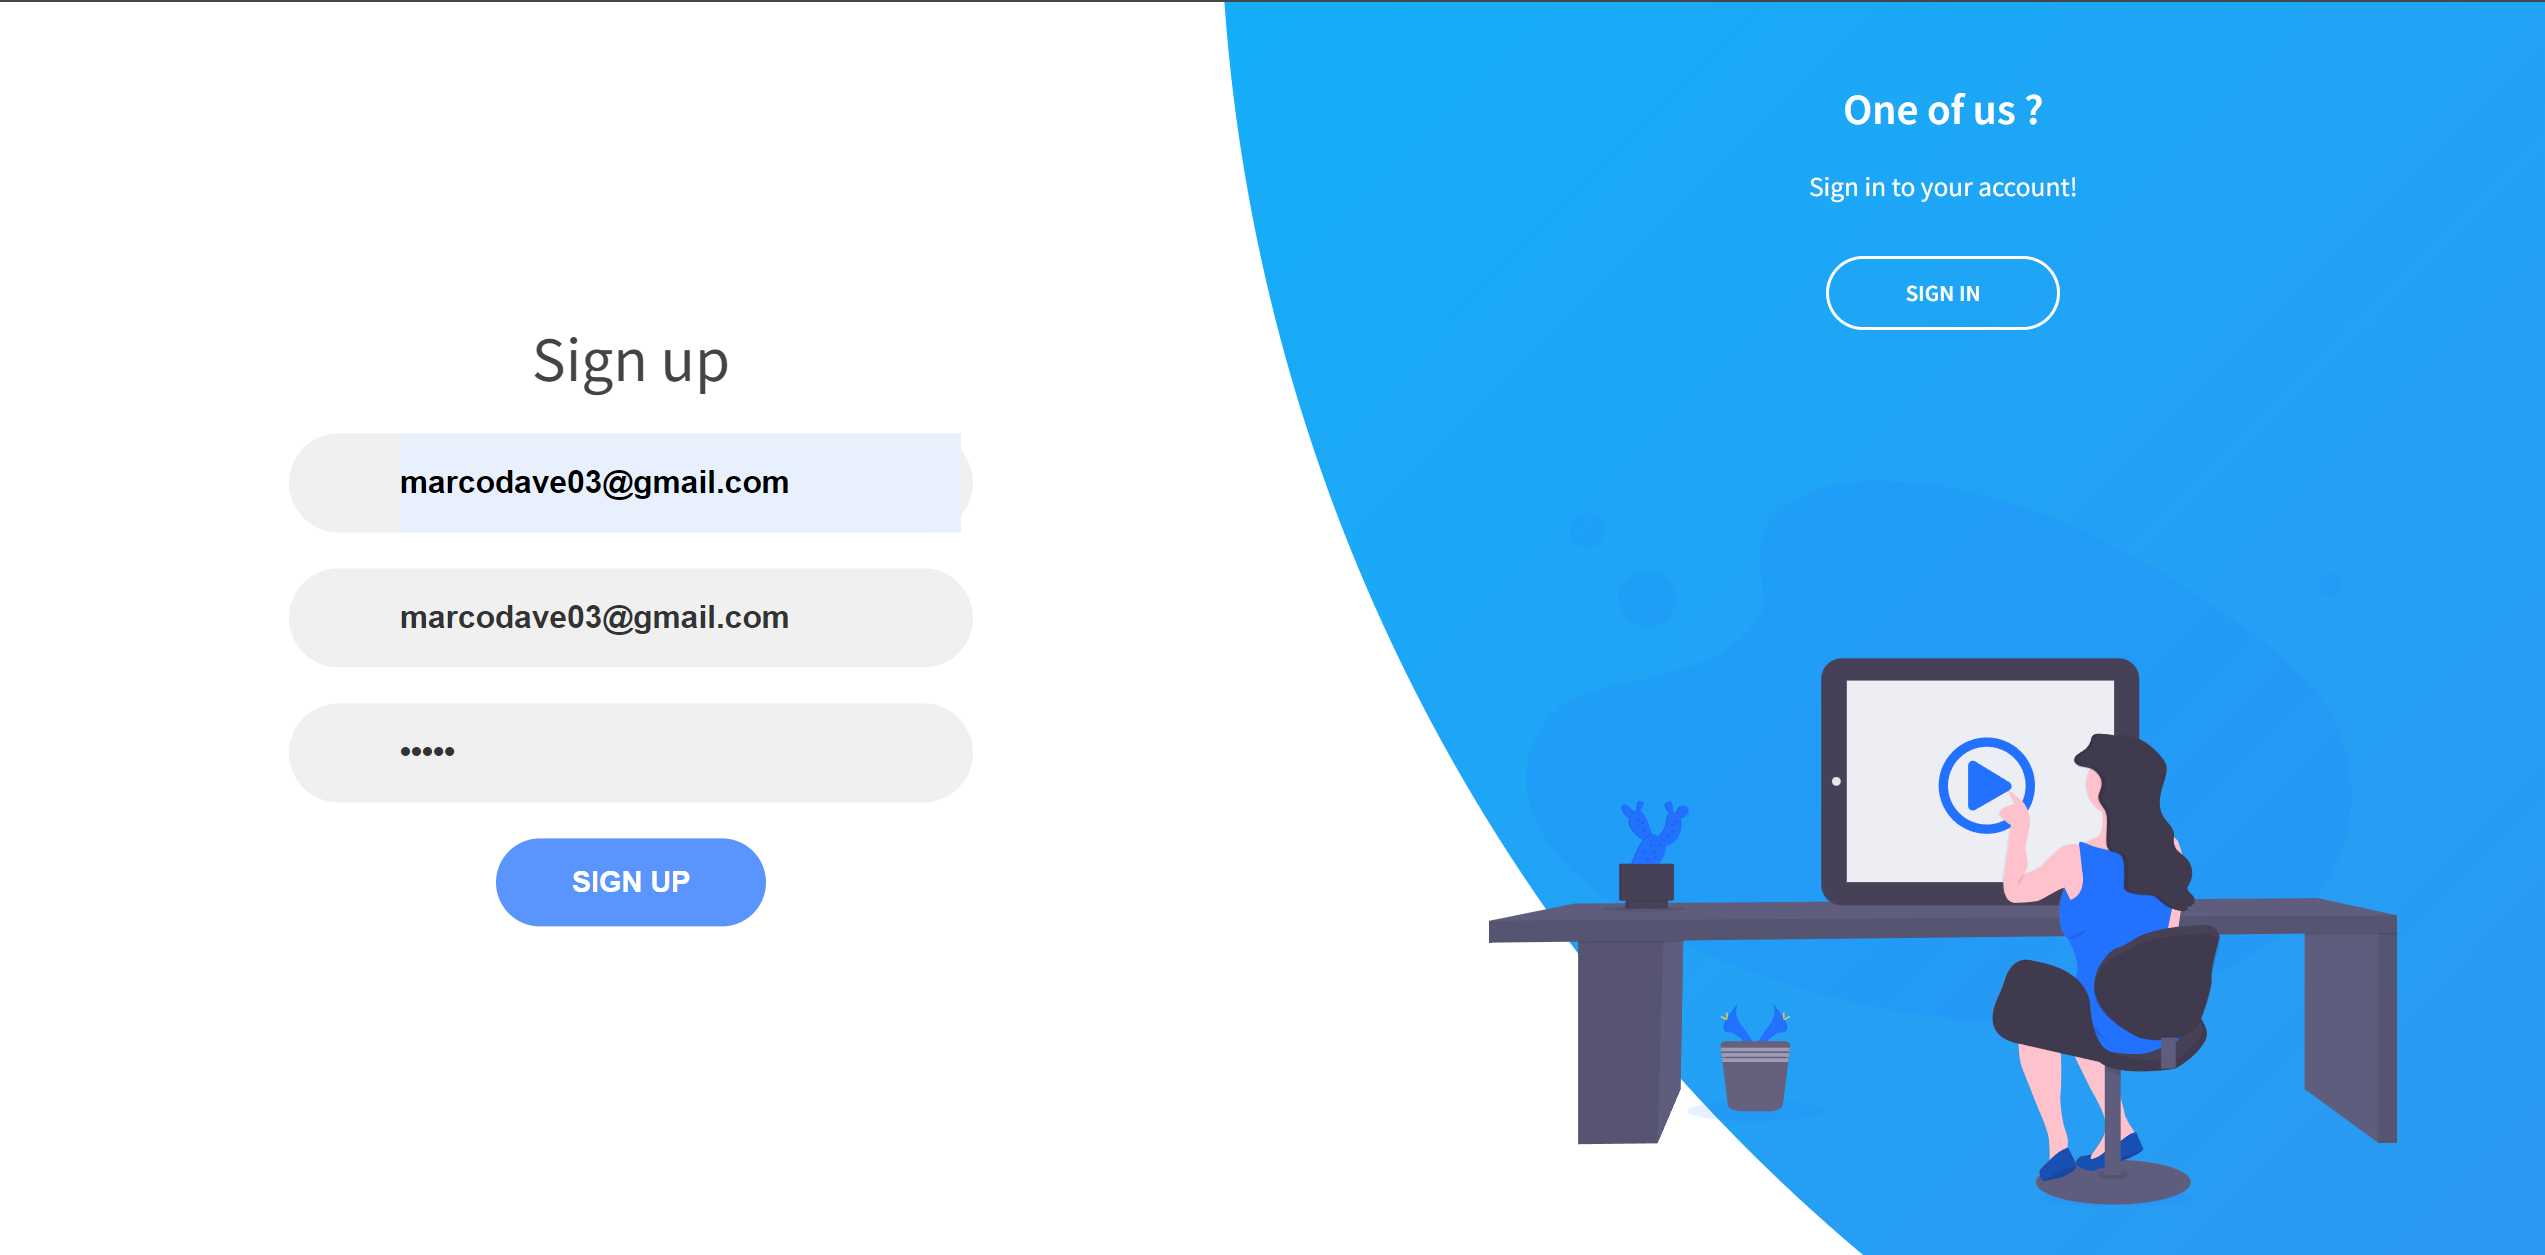 Sign up
marcodave03@gmail.com
marcodave03@gmail.com
•••••
SIGN UP
One of us ?
Sign in to your account!
SIGN IN